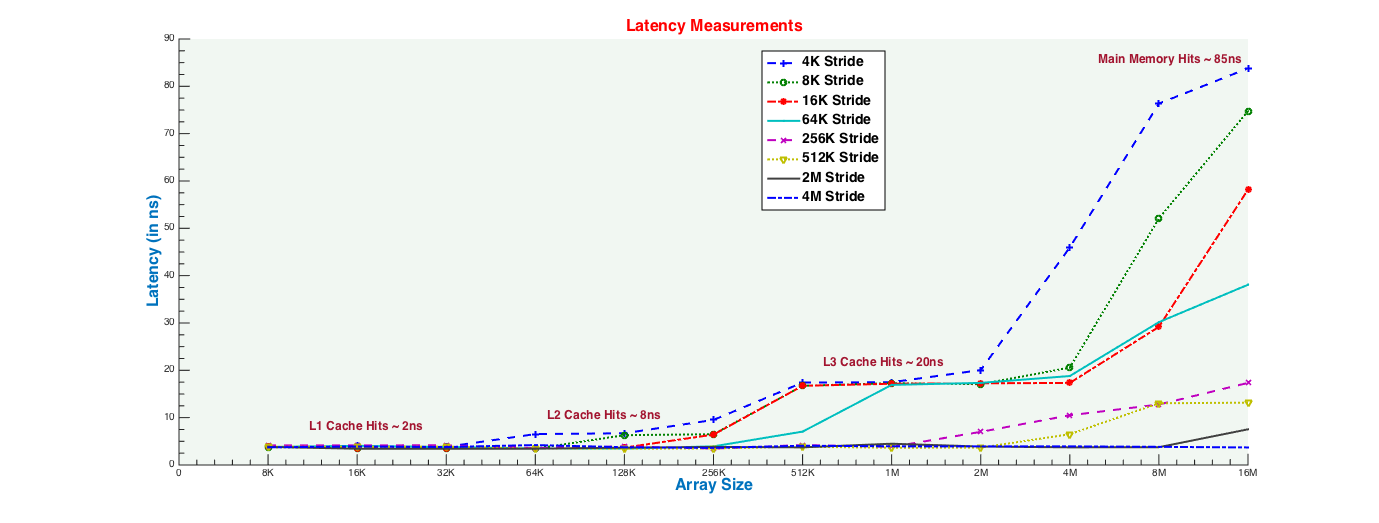 Latency Measurements
90
80
70
60
50
40
30
20
10
0
Latency (in ns)
4K Stride
8K Stride
16K Stride
64K Stride
256K Stride
512K Stride
2M Stride
4M Stride
Main Memory Hits ~ 85ns
L3 Cache Hits ~ 20ns
L2 Cache Hits ~ 8ns
L1 Cache Hits ~ 2ns
0 8K 16K 32K 64K 128K 256K 512K 1M 2M 4M 8M 16M
Array Size